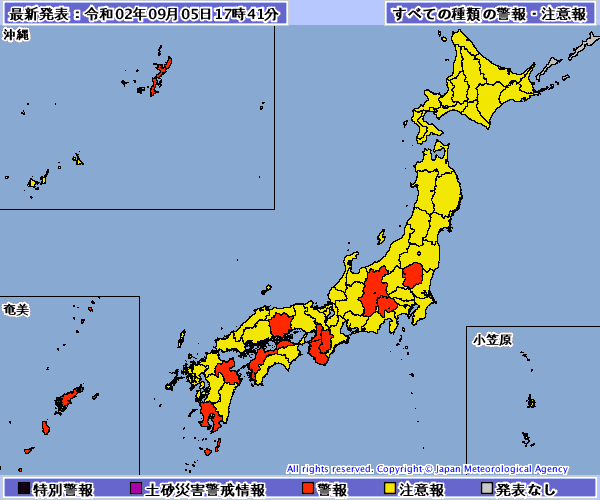 最新発表：令和02年09月05日17時41分
すべての種類の警報・注意報
沖縄
奄美
小笠原
All rights reserved. Copyright © Japan Meteorological Agency
特別警報 土砂災害警戒情報 警報 注意報 発表なし